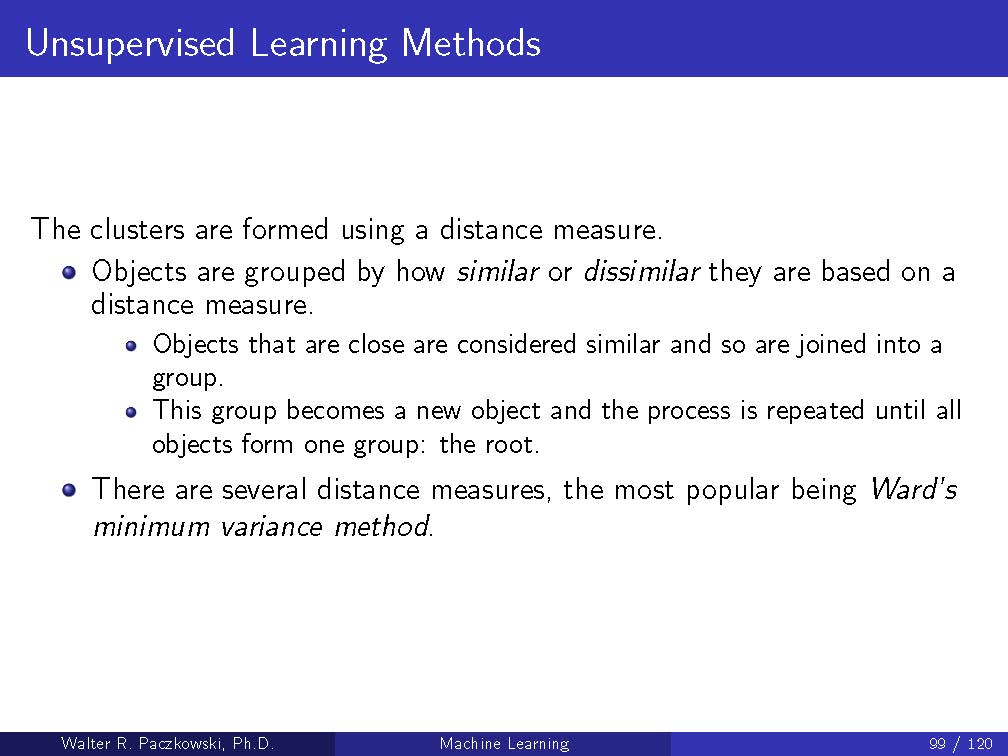 Unsupervised Learning Methods
The clusters are formed using a distance measure.
Objects are grouped by how similar or dissimilar they are based on a
distance measure.
Objects that are close are considered similar and so are joined into a
group.
This group becomes a new object and the process is repeated until all
objects form one group: the root.
There are several distance measures, the most popular being Ward's
minimum variance method.
Walter R. Paczkowski, Ph.D.
Machine Learning
99 / 120